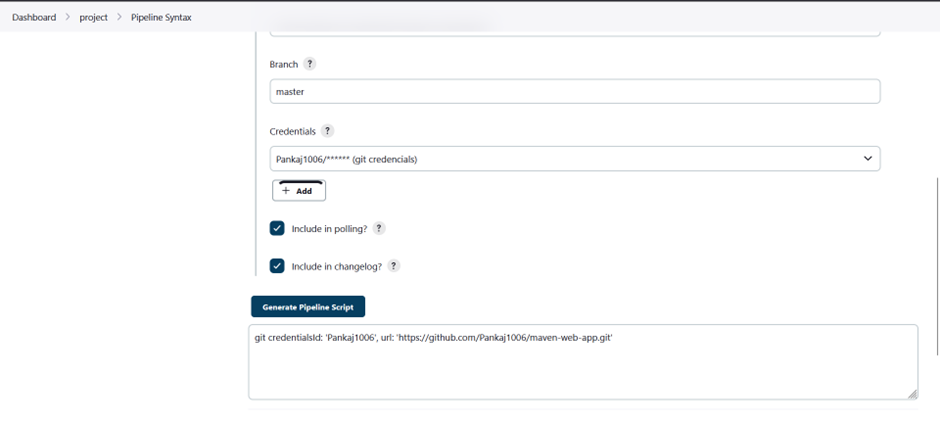 Dashboard > project > Pipeline Syntax
Branch ?
master
Credentials ?
Pankaj1006/****** (git credencials)
+ Add
Include in polling? ?
Include in changelog? ?
Generate Pipeline Script
git credentialsId: 'Pankaj1006', url: 'https://github.com/Pankaj1006/maven-web-app.git'